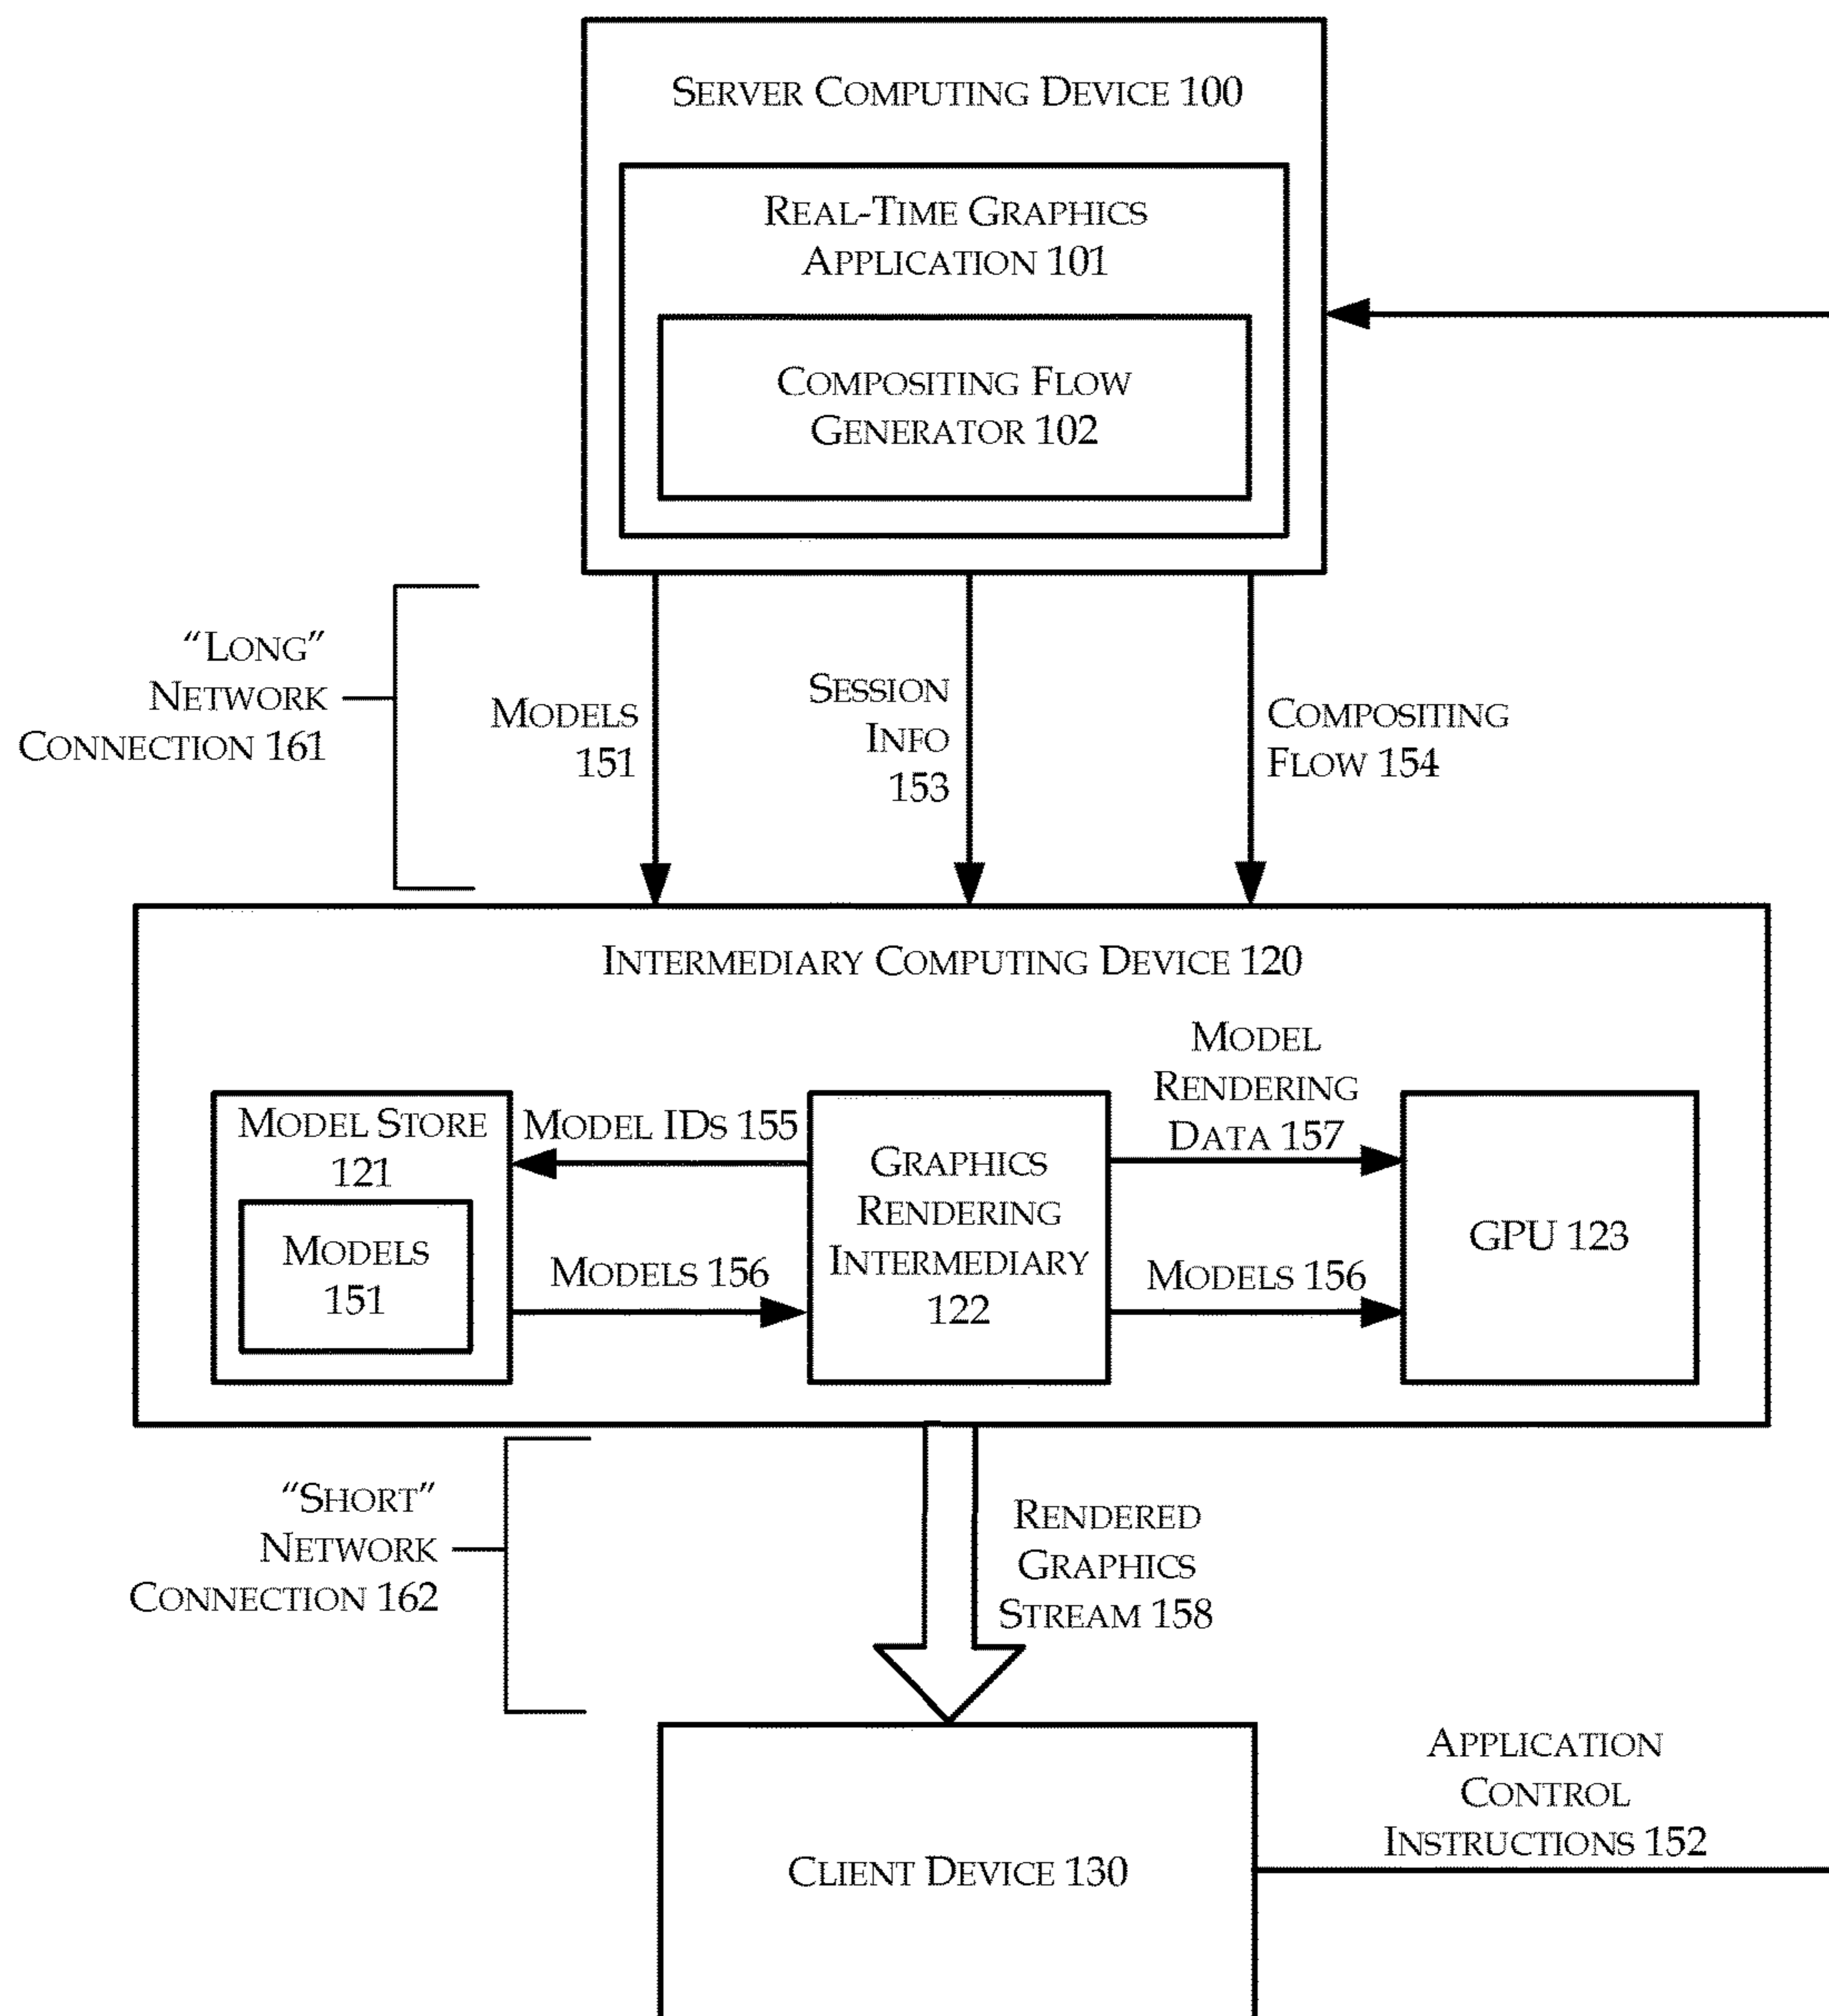 SERVER COMPUTING DEVICE 100
REAL-TIME GRAPHICS
APPLICATION 101
COMPOSITING FLOW
GENERATOR 102
“LONG”
NETWORK
CONNECTION 161
MODELS
151
SESSION
INFO
153
COMPOSITING
FLOW 154
INTERMEDIARY COMPUTING DEVICE 120
MODEL STORE
121
MODELS
151
MODEL IDS 155
MODELS 156
GRAPHICS
RENDERING
INTERMEDIARY
122
MODEL
RENDERING
DATA 157
MODELS 156
GPU 123
“SHORT”
NETWORK
CONNECTION 162
RENDERED
GRAPHICS
STREAM 158
CLIENT DEVICE 130
APPLICATION
CONTROL
INSTRUCTIONS 152